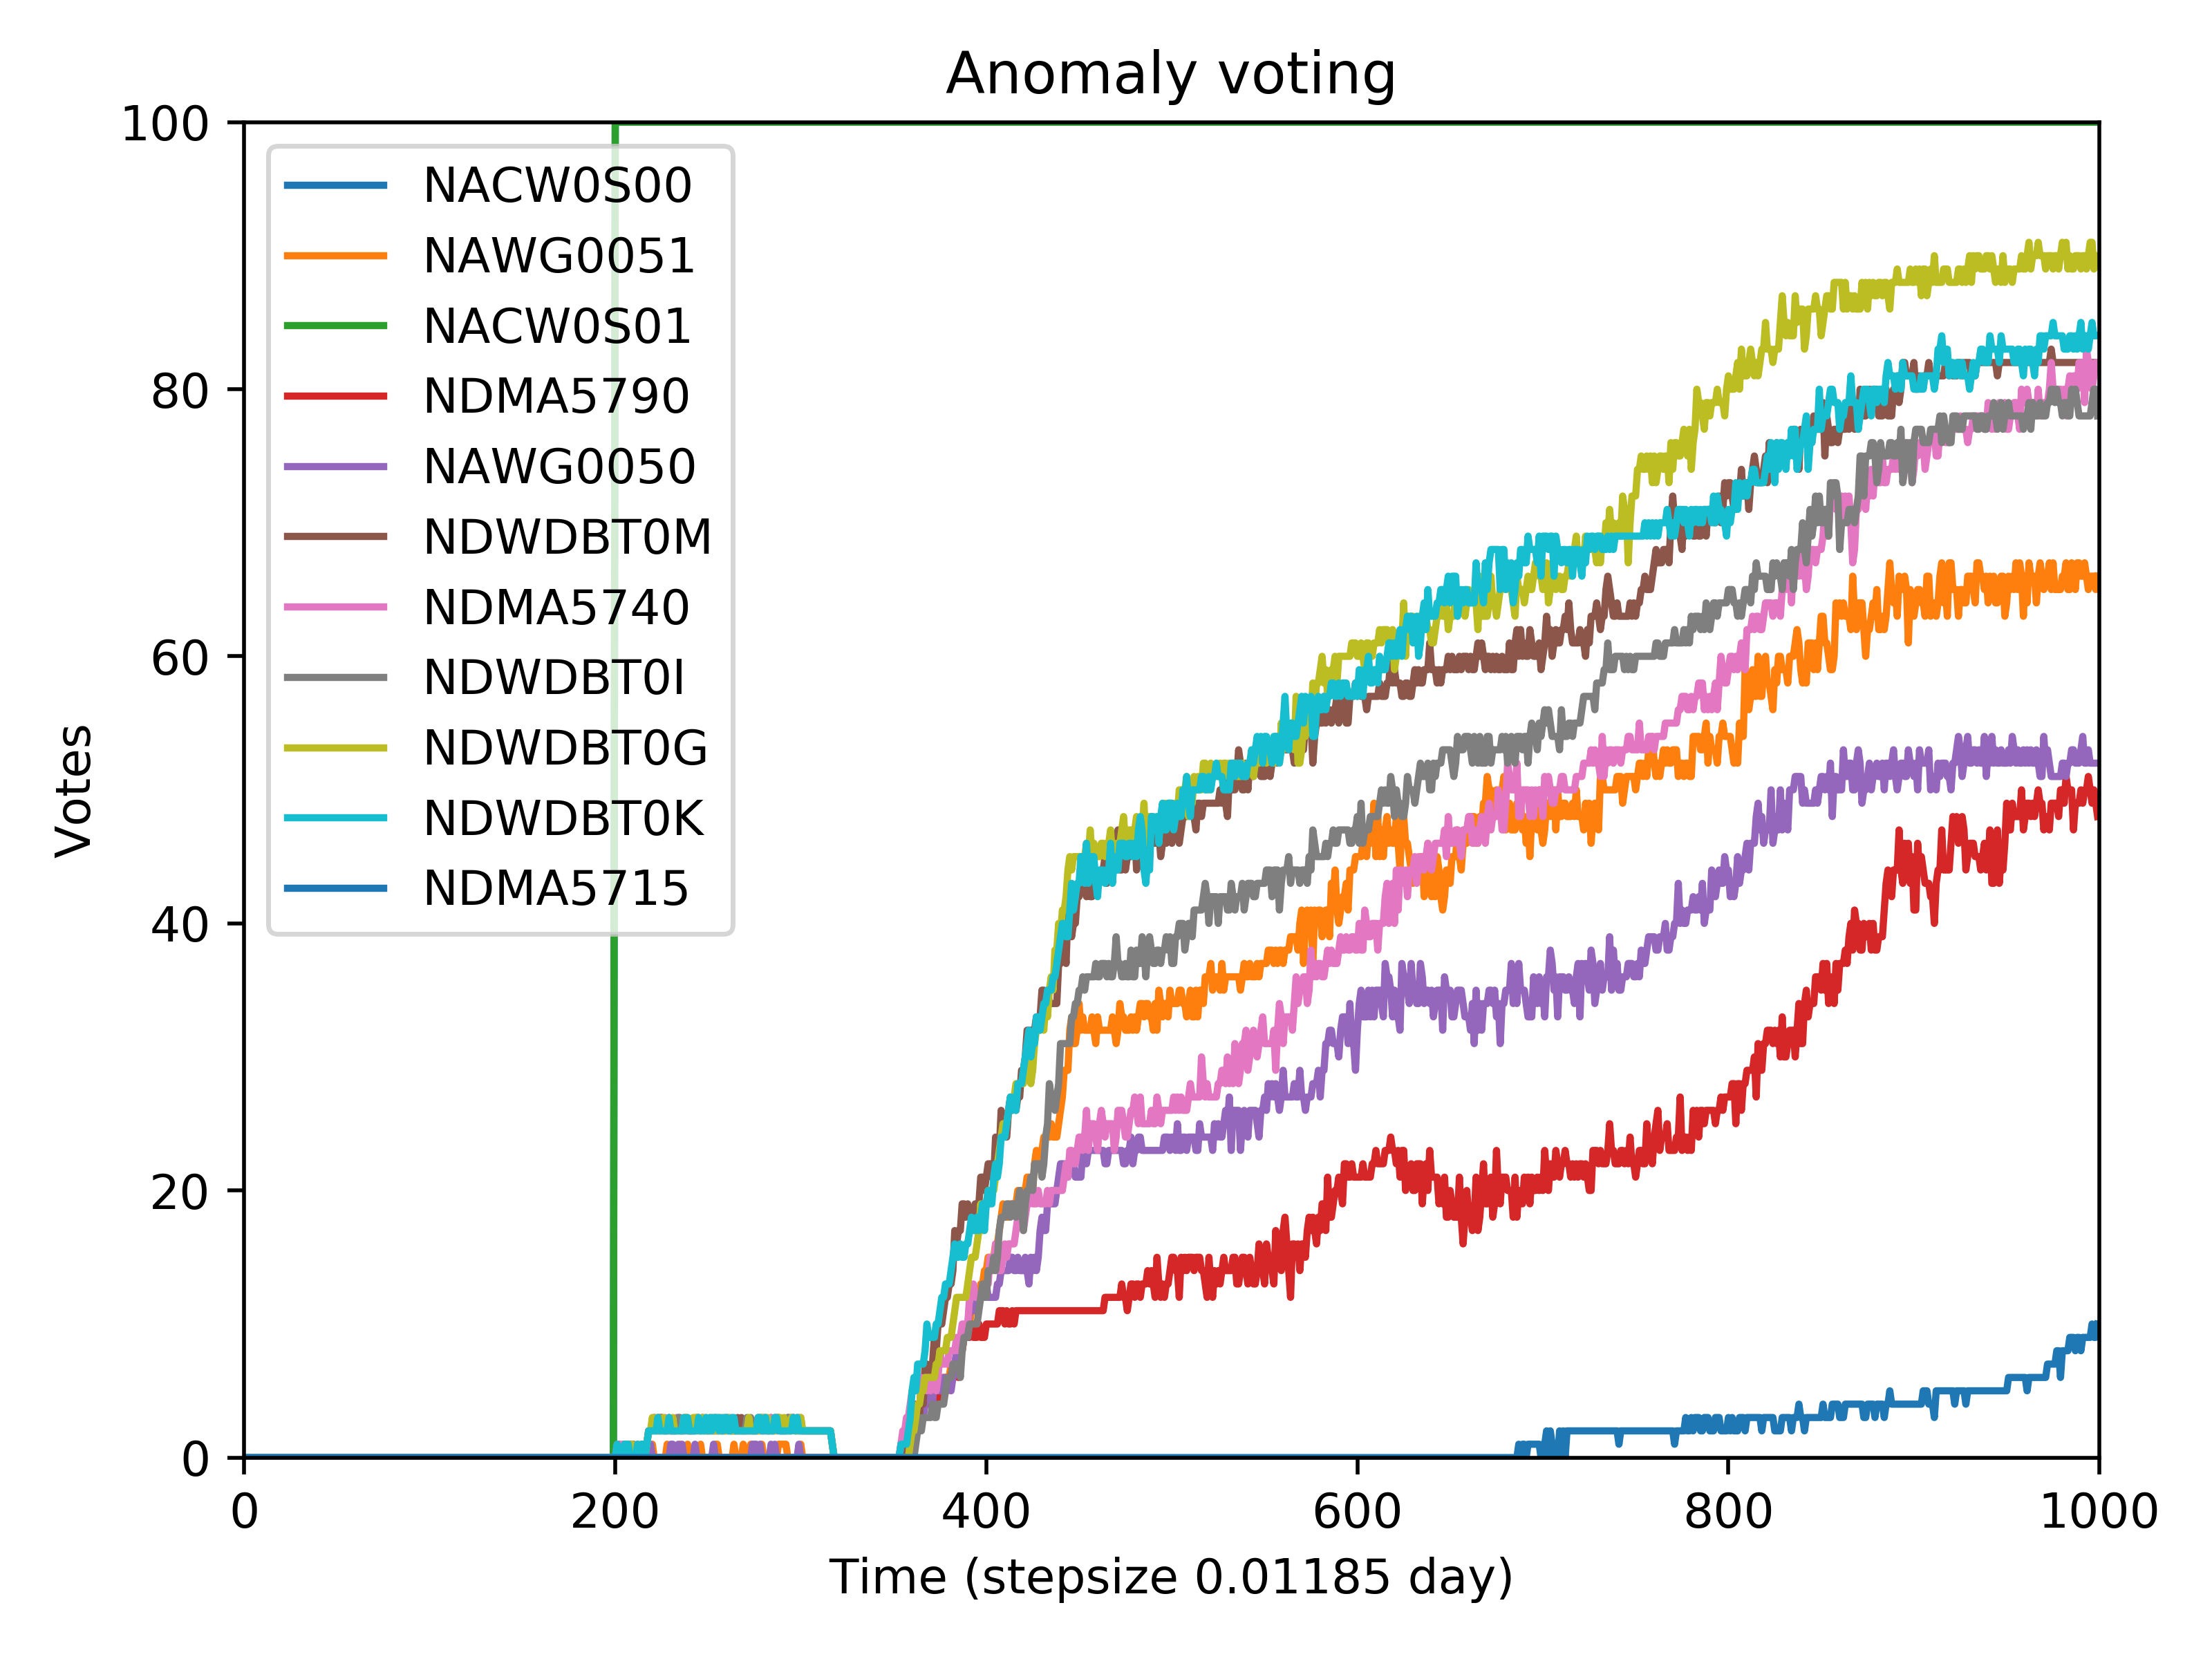 Anomaly voting
100
80
60
40
20
0
Votes
NACW0S00
NAWG0051
NACW0S01
NDMA5790
NAWG0050
NDWDBT0M
NDMA5740
NDWDBT0I
NDWDBT0G
NDWDBT0K
NDMA5715
0 200 400 600 800 1000
Time (stepsize 0.01185 day)